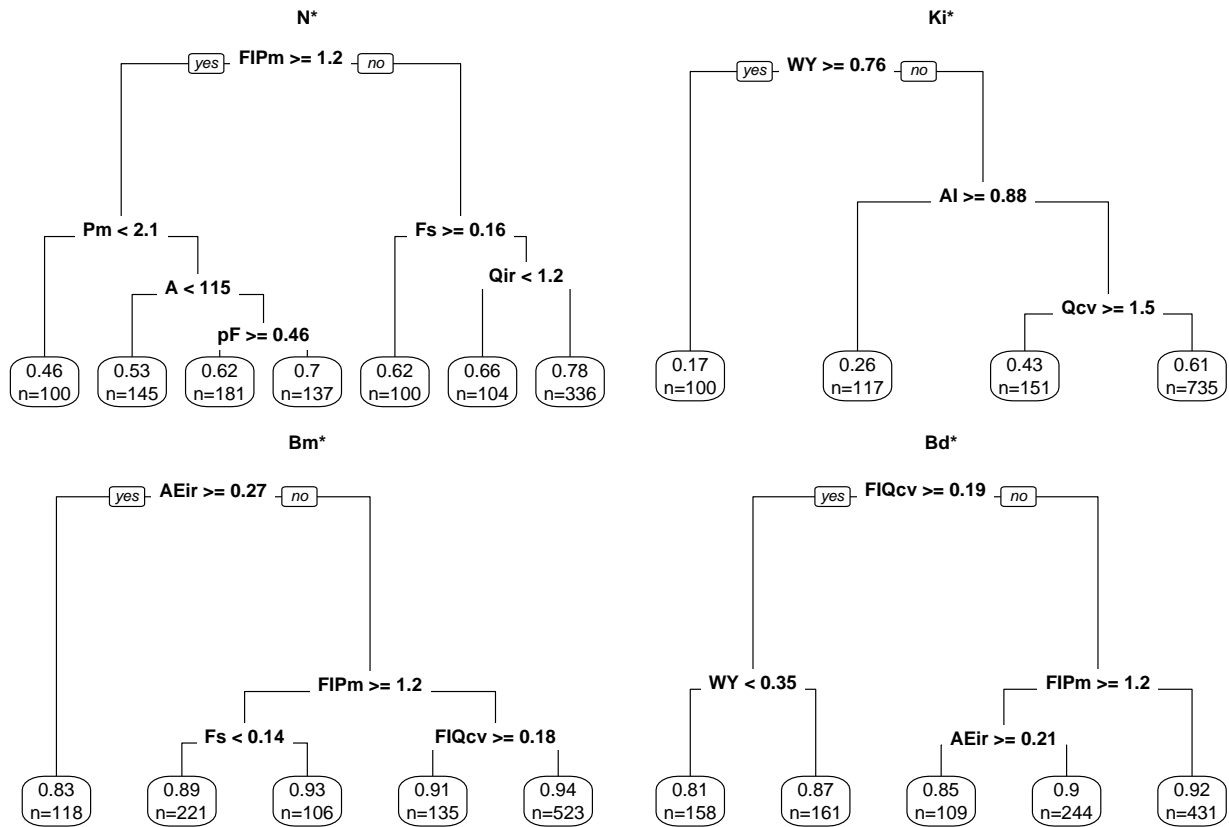 N*
yes FIPm >= 1.2 no
Pm < 2.1
Fs >= 0.16
Qir < 1.2
A < 115
pF >= 0.46
0.46 0.53 0.62 0.7 0.62 0.66 0.78
n=100 n=145 n=181 n=137 n=100 n=104 n=336
Ki*
yes WY >= 0.76 no
AI >= 0.88
Qcv >= 1.5
0.17 0.26 0.43 0.61
n=100 n=117 n=151 n=735
Bm*
yes AEir >= 0.27 no
FIPm >= 1.2
Fs < 0.14 FIQcv >= 0.18
0.83 0.89 0.93 0.91 0.94
n=118 n=221 n=106 n=135 n=523
Bd*
yes FIQcv >= 0.19 no
WY < 0.35 FIPm >= 1.2
AEir >= 0.21
0.81 0.87 0.85 0.9 0.92
n=158 n=161 n=109 n=244 n=431